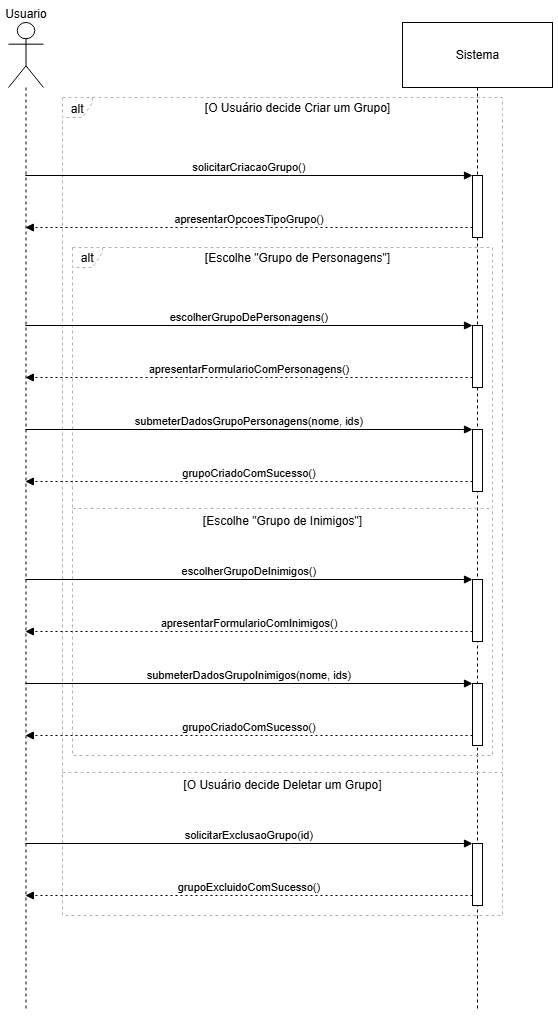 Usuario
Sistema
alt
[O Usuário decide Criar um Grupo]
solicitarCriacaoGrupo()
apresentarOpcoesTipoGrupo()
alt
[Escolhe "Grupo de Personagens"]
escolherGrupoDePersonagens()
apresentarFormularioComPersonagens()
submeterDadosGrupoPersonagens(nome, ids)
grupoCriadoComSucesso()
[Escolhe "Grupo de Inimigos"]
escolherGrupoDeInimigos()
apresentarFormularioComInimigos()
submeterDadosGrupoInimigos(nome, ids)
grupoCriadoComSucesso()
[O Usuário decide Deletar um Grupo]
solicitarExclusaoGrupo(id)
grupoExcluidoComSucesso()